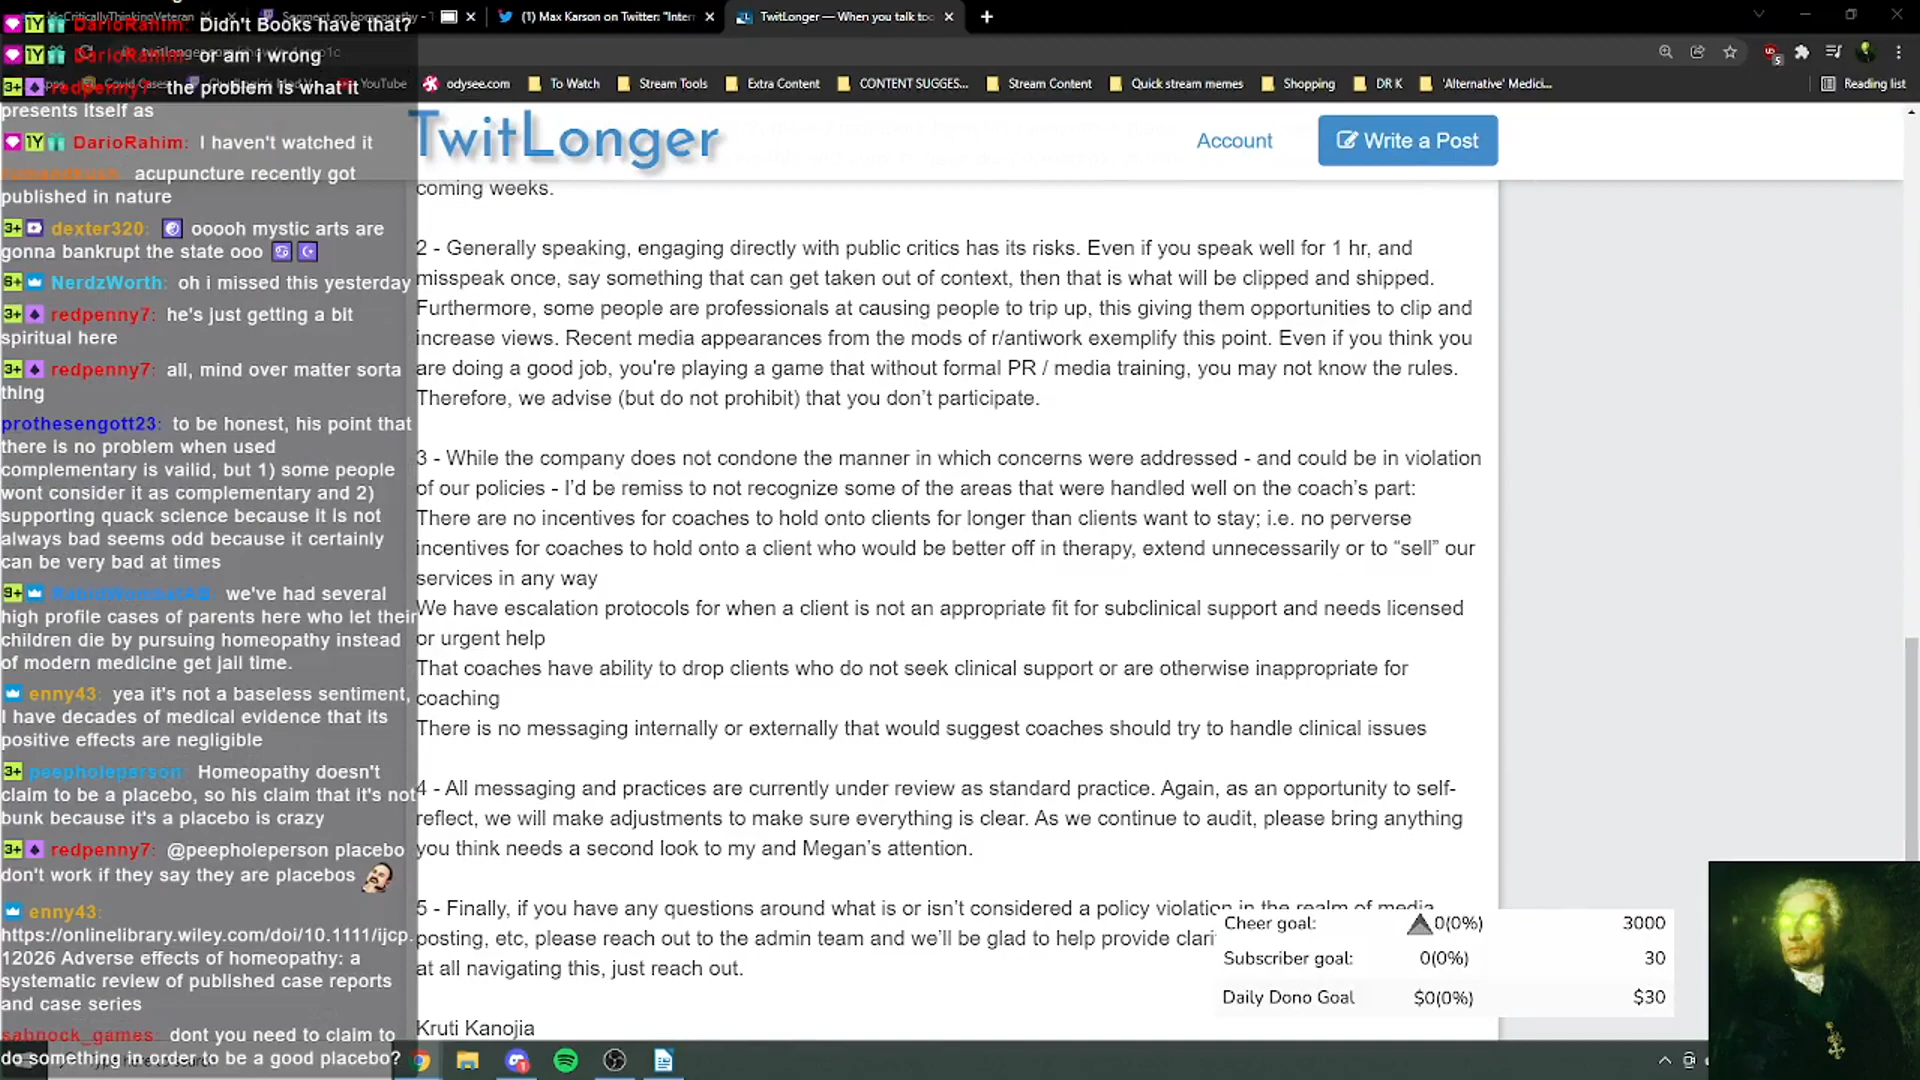 DarioRahim: Didn't Books have that?
DarioRahim: or am i wrong
redpenny7: the problem is what it
presents itself as
DarioRahim: I haven't watched it
acupuncture recently got
published in nature
dexter320: ooooh mystic arts are
gonna bankrupt the state ooo
NerdzWorth: oh i missed this yesterday
redpenny7: he's just getting a bit
spiritual here
redpenny7: all, mind over matter sorta
thing
prothesengott23: to be honest, his point that
there is no problem when used
complementary is vailid, but 1) some people
wont consider it as complementary and 2)
supporting quack science because it is not
always bad seems odd because it certainly
can be very bad at times
RabidWombatAB: we've had several
high profile cases of parents here who let their
children die by pursuing homeopathy instead
of modern medicine get jail time.
enny43: yea it's not a baseless sentiment,
I have decades of medical evidence that its
positive effects are negligible
peepholeperson: Homeopathy doesn't
claim to be a placebo, so his claim that it's not
bunk because it's a placebo is crazy
redpenny7: @peepholeperson placebo
don't work if they say they are placebos
enny43:
https://onlinelibrary.wiley.com/doi/10.1111/ijcp.
12026 Adverse effects of homeopathy: a
systematic review of published case reports
and case series
sahnock_games: dont you need to claim to
do something in order to be a good placebo?
(1) Max Karson on Twitter: "Inter
TwitLonger — When you talk too
YouTube
odysee.com
To Watch
Stream Tools
Extra Content
CONTENT SUGGES...
Stream Content
Quick stream memes
Shopping
DR K
'Alternative' Medici...
Reading list
TwitLonger
Account
Write a Post
coming weeks.
2 - Generally speaking, engaging directly with public critics has its risks. Even if you speak well for 1 hr, and
misspeak once, say something that can get taken out of context, then that is what will be clipped and shipped.
Furthermore, some people are professionals at causing people to trip up, this giving them opportunities to clip and
increase views. Recent media appearances from the mods of r/antiwork exemplify this point. Even if you think you
are doing a good job, you're playing a game that without formal PR / media training, you may not know the rules.
Therefore, we advise (but do not prohibit) that you don't participate.
3 - While the company does not condone the manner in which concerns were addressed - and could be in violation
of our policies - I'd be remiss to not recognize some of the areas that were handled well on the coach's part:
There are no incentives for coaches to hold onto clients for longer than clients want to stay; i.e. no perverse
incentives for coaches to hold onto a client who would be better off in therapy, extend unnecessarily or to “sell” our
services in any way
We have escalation protocols for when a client is not an appropriate fit for subclinical support and needs licensed
or urgent help
That coaches have ability to drop clients who do not seek clinical support or are otherwise inappropriate for
coaching
There is no messaging internally or externally that would suggest coaches should try to handle clinical issues
4 - All messaging and practices are currently under review as standard practice. Again, as an opportunity to self-
reflect, we will make adjustments to make sure everything is clear. As we continue to audit, please bring anything
you think needs a second look to my and Megan's attention.
5 - Finally, if you have any questions around what is or isn't considered a policy violation in the realm of media
posting, etc, please reach out to the admin team and we'll be glad to help provide clari
at all navigating this, just reach out.
Kruti Kanojia
Cheer goal: 0(0%) 3000
Subscriber goal: 0(0%) 30
Daily Dono Goal $0(0%) $30